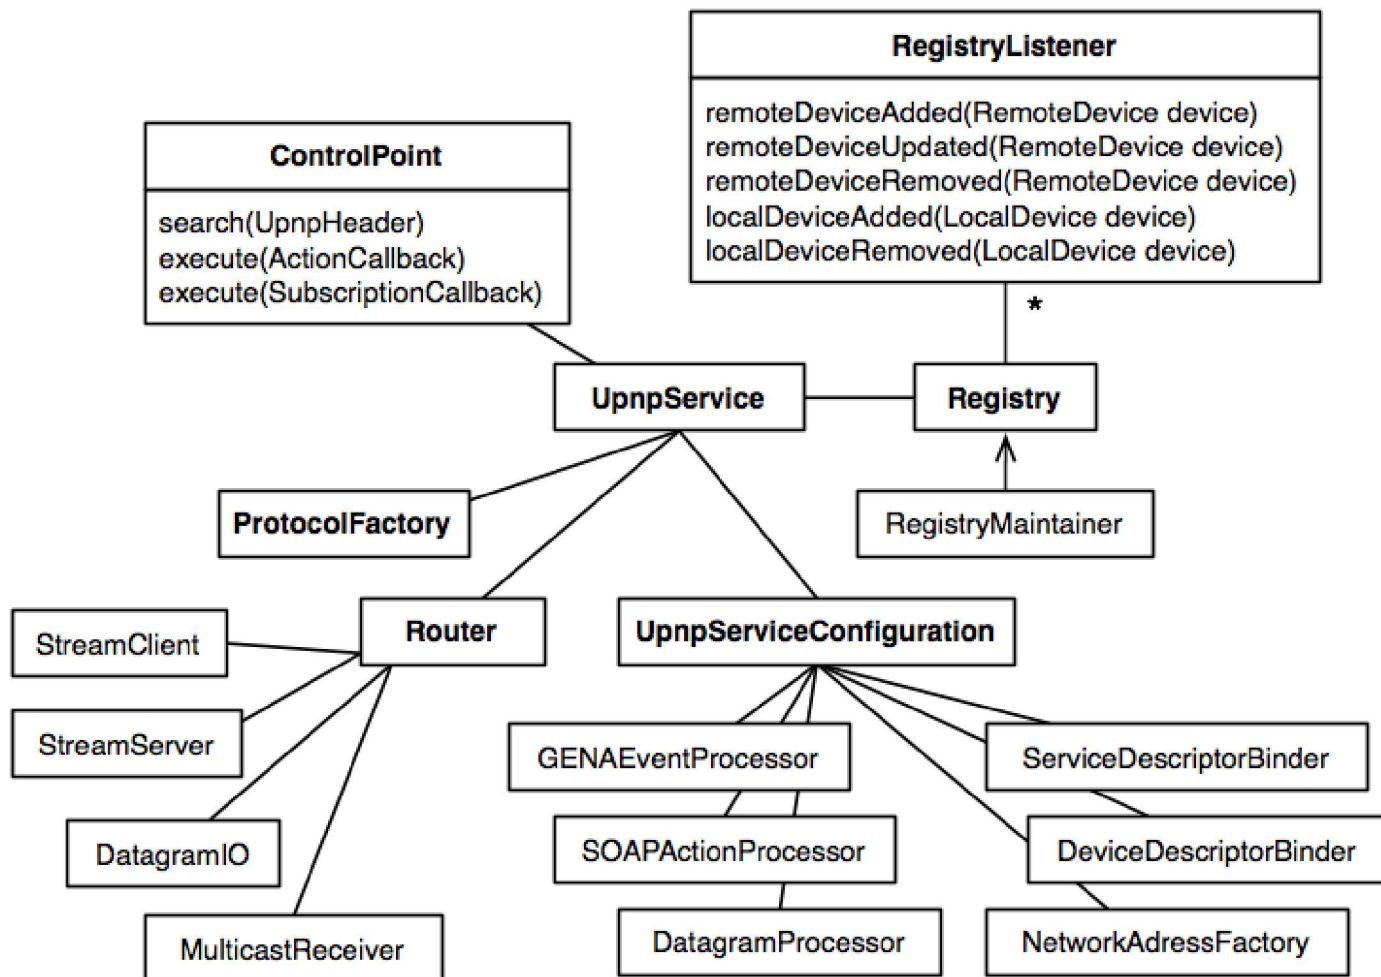 RegistryListener
remoteDeviceAdded(RemoteDevice device)
remoteDeviceUpdated(RemoteDevice device)
remoteDeviceRemoved(RemoteDevice device)
localDeviceAdded(LocalDevice device)
localDeviceRemoved(LocalDevice device)
*
ControlPoint
search(UpnpHeader)
execute(ActionCallback)
execute(SubscriptionCallback)
UpnpService
Registry
ProtocolFactory
RegistryMaintainer
Router
UpnpServiceConfiguration
StreamClient
StreamServer
DatagramIO
MulticastReceiver
GENAEventProcessor
SOAPActionProcessor
DatagramProcessor
ServiceDescriptorBinder
DeviceDescriptorBinder
NetworkAdressFactory